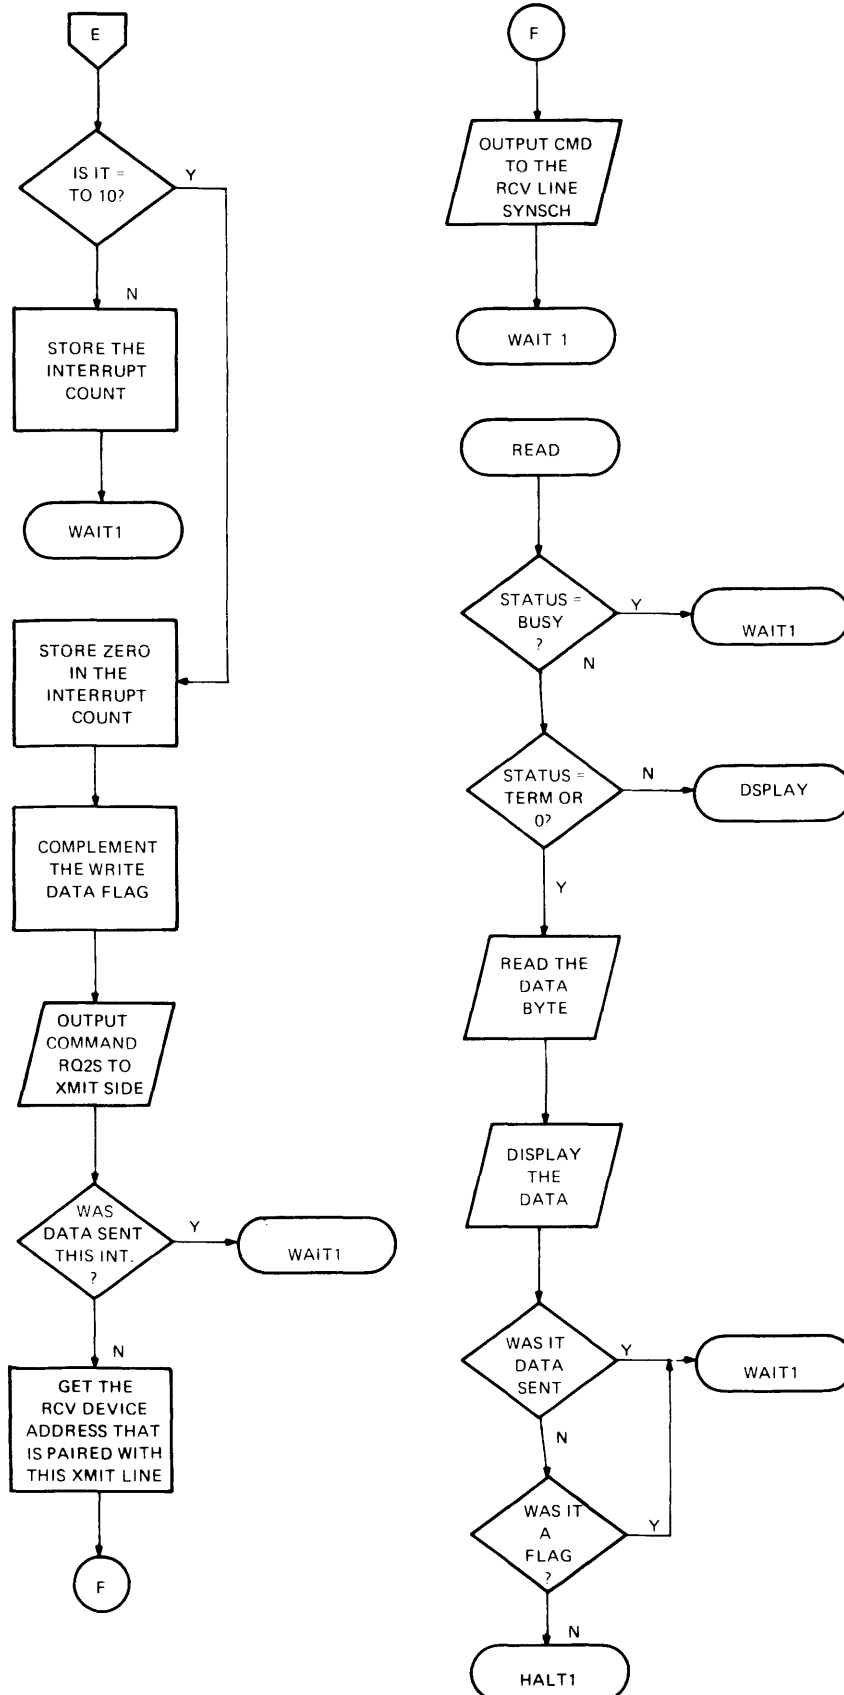 E
IS IT =
TO 10?
Y
N
STORE THE
INTERRUPT
COUNT
WAIT1
STORE ZERO
IN THE
INTERRUPT
COUNT
COMPLEMENT
THE WRITE
DATA FLAG
OUTPUT
COMMAND
RQ2S TO
XMIT SIDE
WAS
DATA SENT
THIS INT.
?
Y
WAIT1
N
GET THE
RCV DEVICE
ADDRESS THAT
IS PAIRED WITH
THIS XMIT LINE
F
F
OUTPUT CMD
TO THE
RCV LINE
SYNSCH
WAIT 1
READ
STATUS =
BUSY
?
Y
WAIT1
N
STATUS =
TERM OR
0?
N
DSPLAY
Y
READ THE
DATA
BYTE
DISPLAY
THE
DATA
WAS IT
DATA
SENT
Y
WAIT1
N
WAS IT
A
FLAG
?
Y
N
HALT1